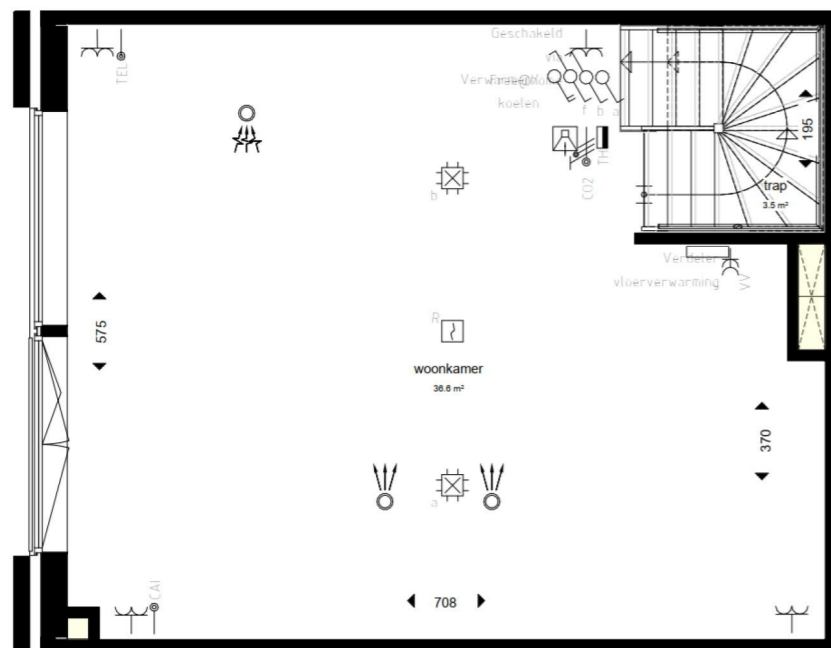 Geschakeld
TEL
koelen
f b a
195
TH
CO2
trap
3.5 m²
b
Verdeler
vloerverwarming
VV
575
R
woonkamer
36.6 m²
370
a
CAI
708